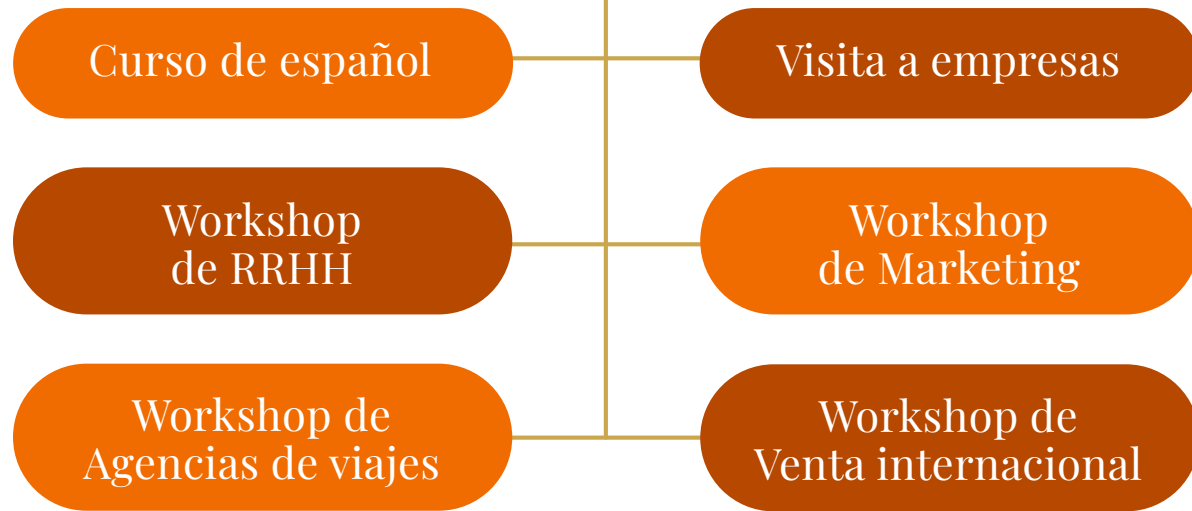 Curso de español
Visita a empresas
Workshop
de RRHH
Workshop
de Marketing
Workshop de
Agencias de viajes
Workshop de
Venta internacional